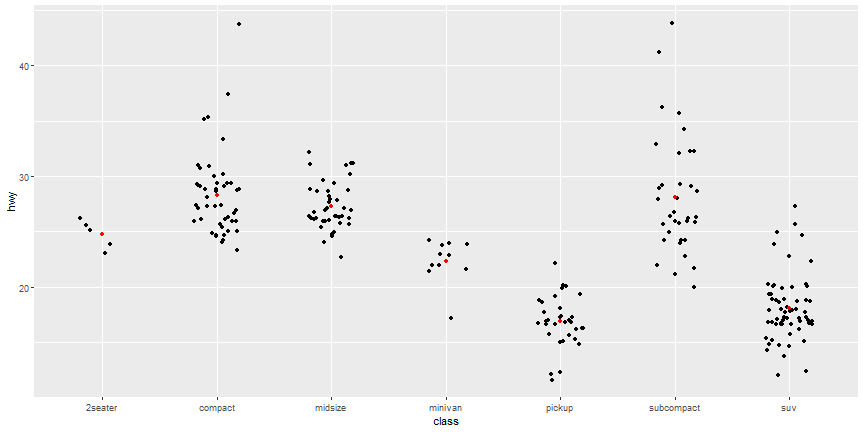 hwy
40
30
20
2seater compact midsize minivan pickup subcompact suv
class